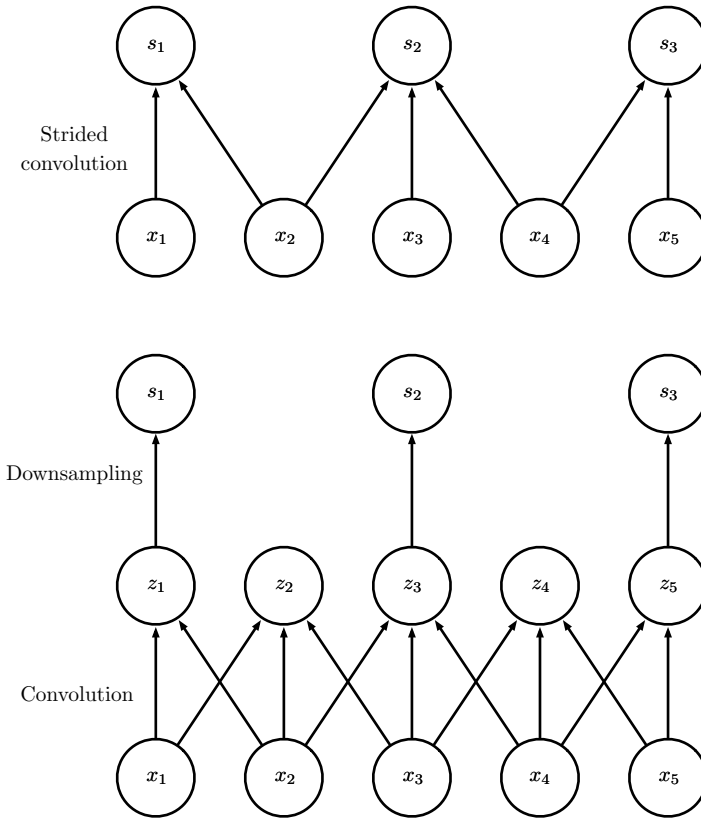 s₁ s₂ s₃
Strided
convolution
x₁ x₂ x₃ x₄ x₅
s₁ s₂ s₃
Downsampling
z₁ z₂ z₃ z₄ z₅
Convolution
x₁ x₂ x₃ x₄ x₅